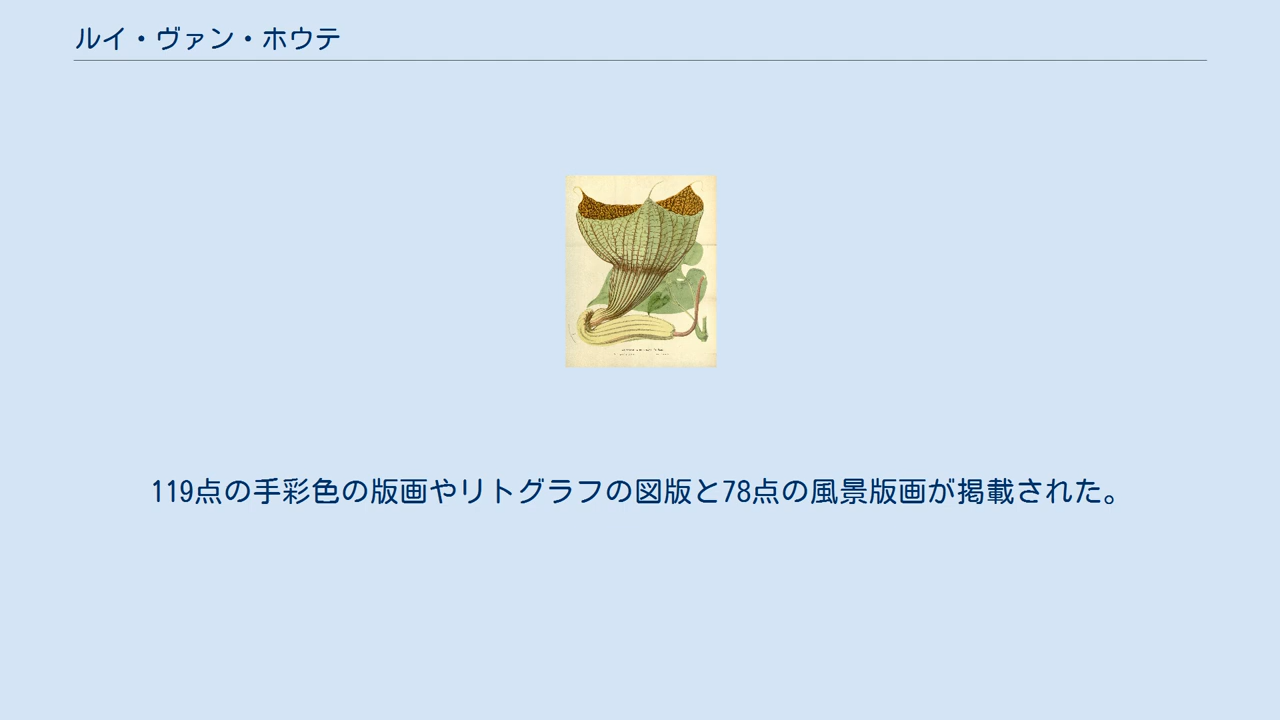 ルイ・ヴァン・ホウテ
119点の手彩色の版画やリトグラフの図版と78点の風景版画が掲載された。